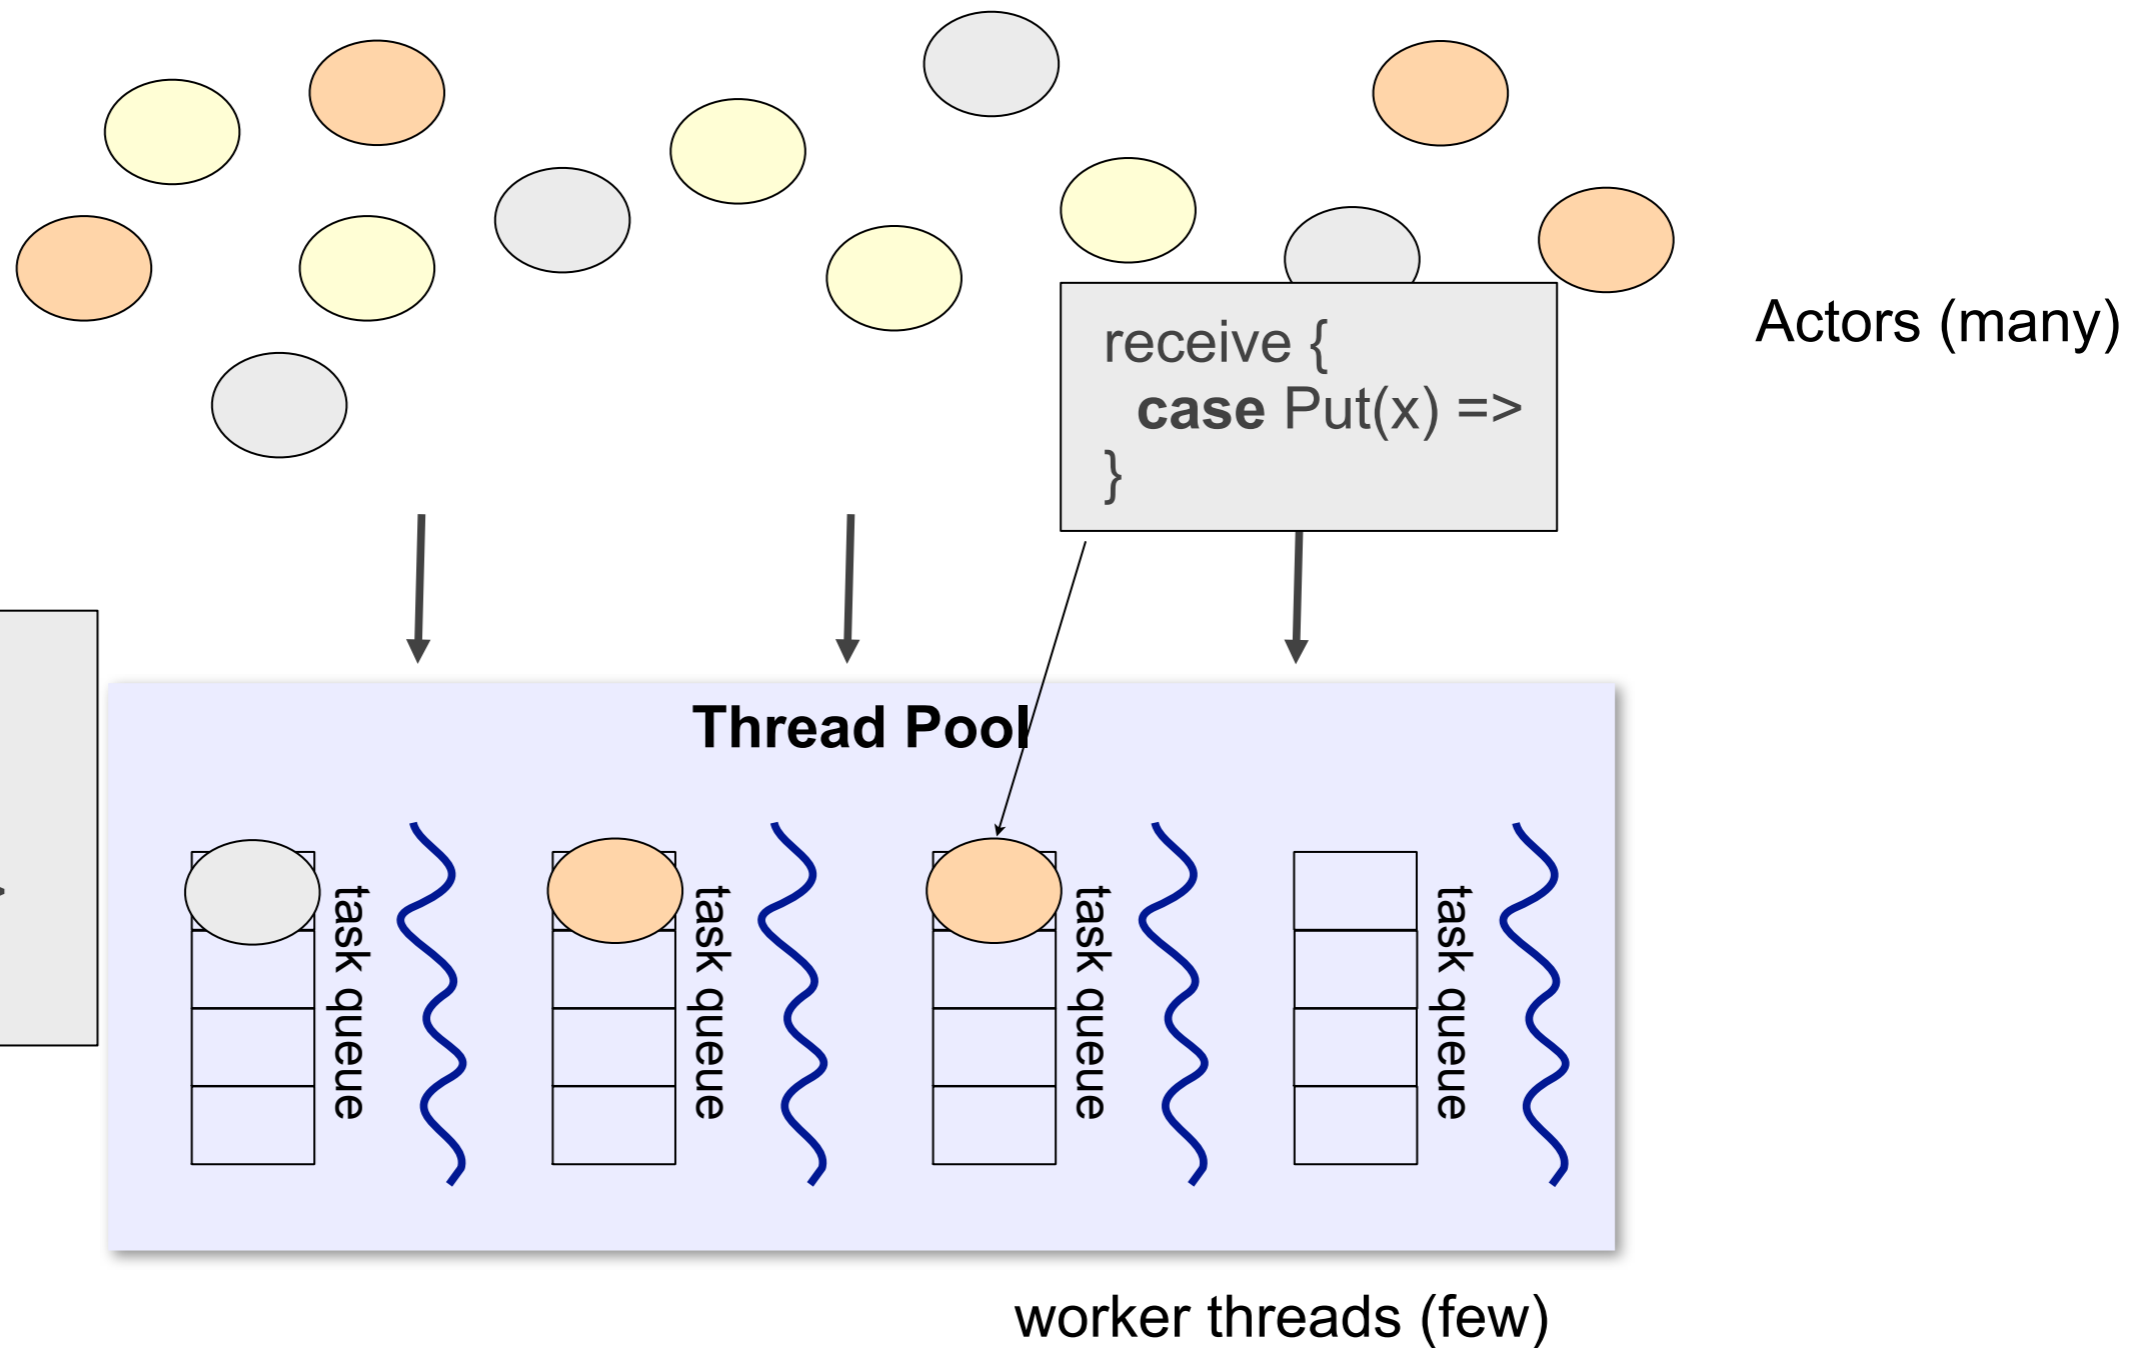 receive {
case Put(x) =>
}
Actors (many)
Thread Pool
task queue
task queue
task queue
task queue
worker threads (few)